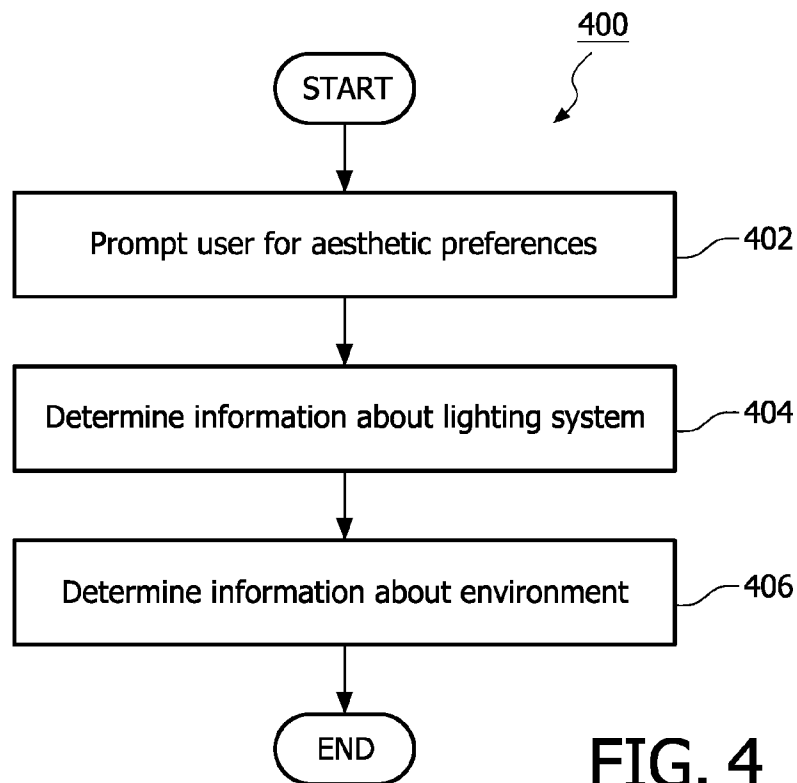 400
START
Prompt user for aesthetic preferences
402
Determine information about lighting system
404
Determine information about environment
406
END
FIG. 4